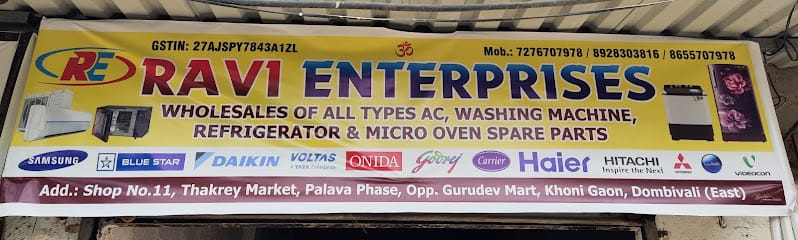 GSTIN: 27AJSPY7843A1ZL
ॐ
Mob.: 7276707978 / 8928303816 / 8655707978
RE RAVI ENTERPRISES
WHOLESALES OF ALL TYPES AC, WASHING MACHINE,
REFRIGERATOR & MICRO OVEN SPARE PARTS
SAMSUNG BLUE STAR DAIKIN VOLTAS ONIDA Godrej Carrier Haier HITACHI MITSUBISHI VIDEOCON
A TATA Enterprise
Inspire the Next
Add.: Shop No.11, Thakrey Market, Palava Phase, Opp. Gurudev Mart, Khoni Gaon, Dombivali (East)